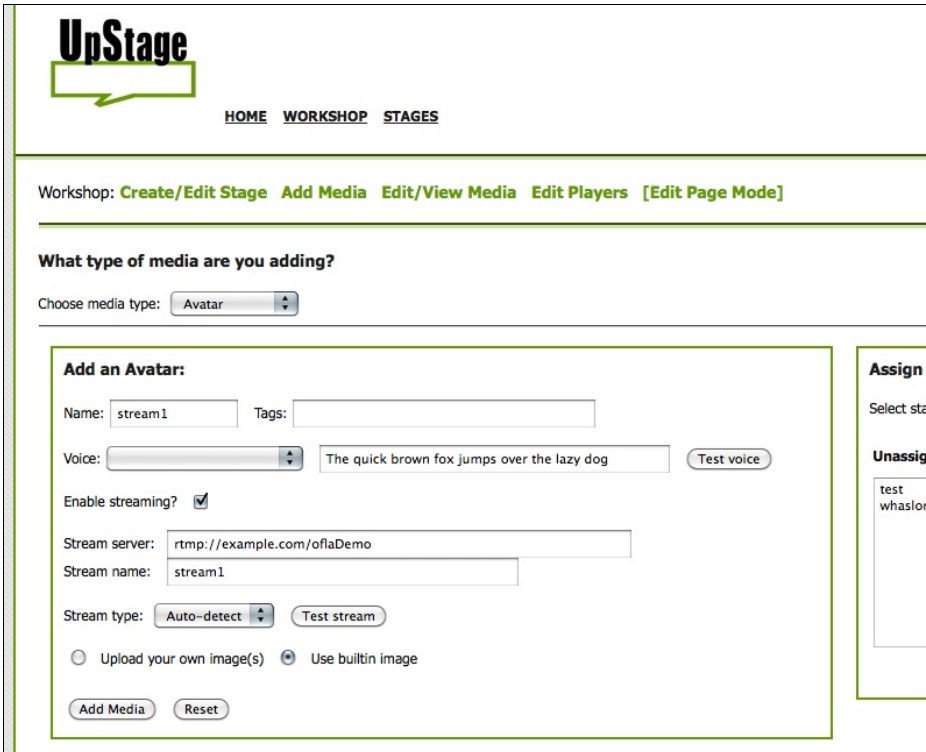 UpStage
HOME WORKSHOP STAGES
Workshop: Create/Edit Stage Add Media Edit/View Media Edit Players [Edit Page Mode]
What type of media are you adding?
Choose media type: Avatar
Add an Avatar:
Name: stream1 Tags:
Voice: The quick brown fox jumps over the lazy dog Test voice
Enable streaming?
Stream server: rtmp://example.com/oflaDemo
Stream name: stream1
Stream type: Auto-detect Test stream
Upload your own image(s) Use builtin image
Add Media Reset
Assign
Select sta
Unassig
test
whaslor